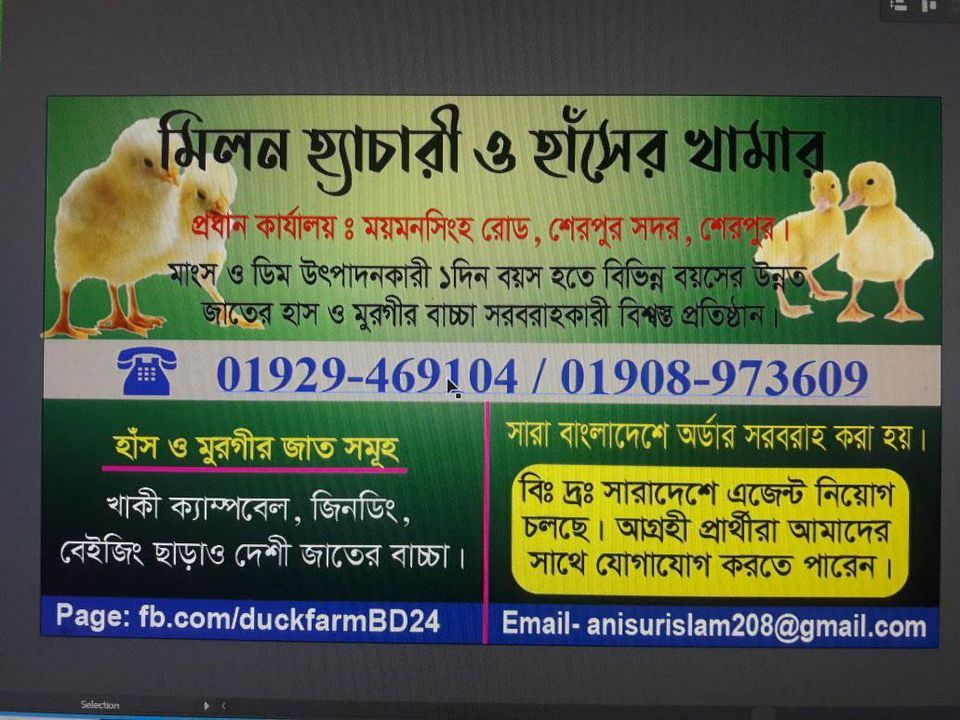 মিলন হ্যাচারী ও হাঁসের খামার
প্রধান কার্যালয় ঃ ময়মনসিংহ রোড, শেরপুর সদর, শেরপুর।
মাংস ও ডিম উৎপাদনকারী ১দিন বয়স হতে বিভিন্ন বয়সের উন্নত
জাতের হাস ও মুরগীর বাচ্চা সরবরাহকারী বিশ্বস্ত প্রতিষ্ঠান।
01929-469104 / 01908-973609
হাঁস ও মুরগীর জাত সমূহ
খাকী ক্যাম্পবেল, জিনডিং,
বেইজিং ছাড়াও দেশী জাতের বাচ্চা।
সারা বাংলাদেশে অর্ডার সরবরাহ করা হয়।
বিঃ দ্রঃ সারাদেশে এজেন্ট নিয়োগ
চলছে। আগ্রহী প্রার্থীরা আমাদের
সাথে যোগাযোগ করতে পারেন।
Page: fb.com/duckfarmBD24
Email- anisurislam208@gmail.com
Selection